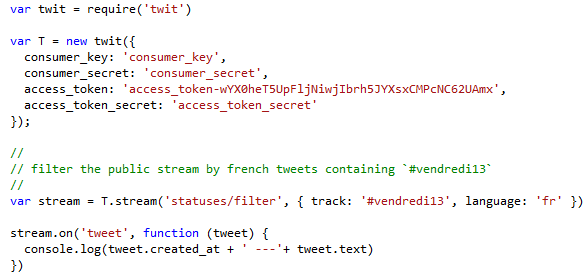 var twit = require('twit')
var T = new twit({
consumer_key: 'consumer_key',
consumer_secret: 'consumer_secret',
access_token: 'access_token-wYX0heT5UpFljNiwjIbrh5JYXsxCMPcNC62UAmx',
access_token_secret: 'access_token_secret'
});
//
// filter the public stream by french tweets containing `#vendredi13`
//
var stream = T.stream('statuses/filter', { track: '#vendredi13', language: 'fr' })
stream.on('tweet', function (tweet) {
console.log(tweet.created_at + ' ---'+ tweet.text)
})